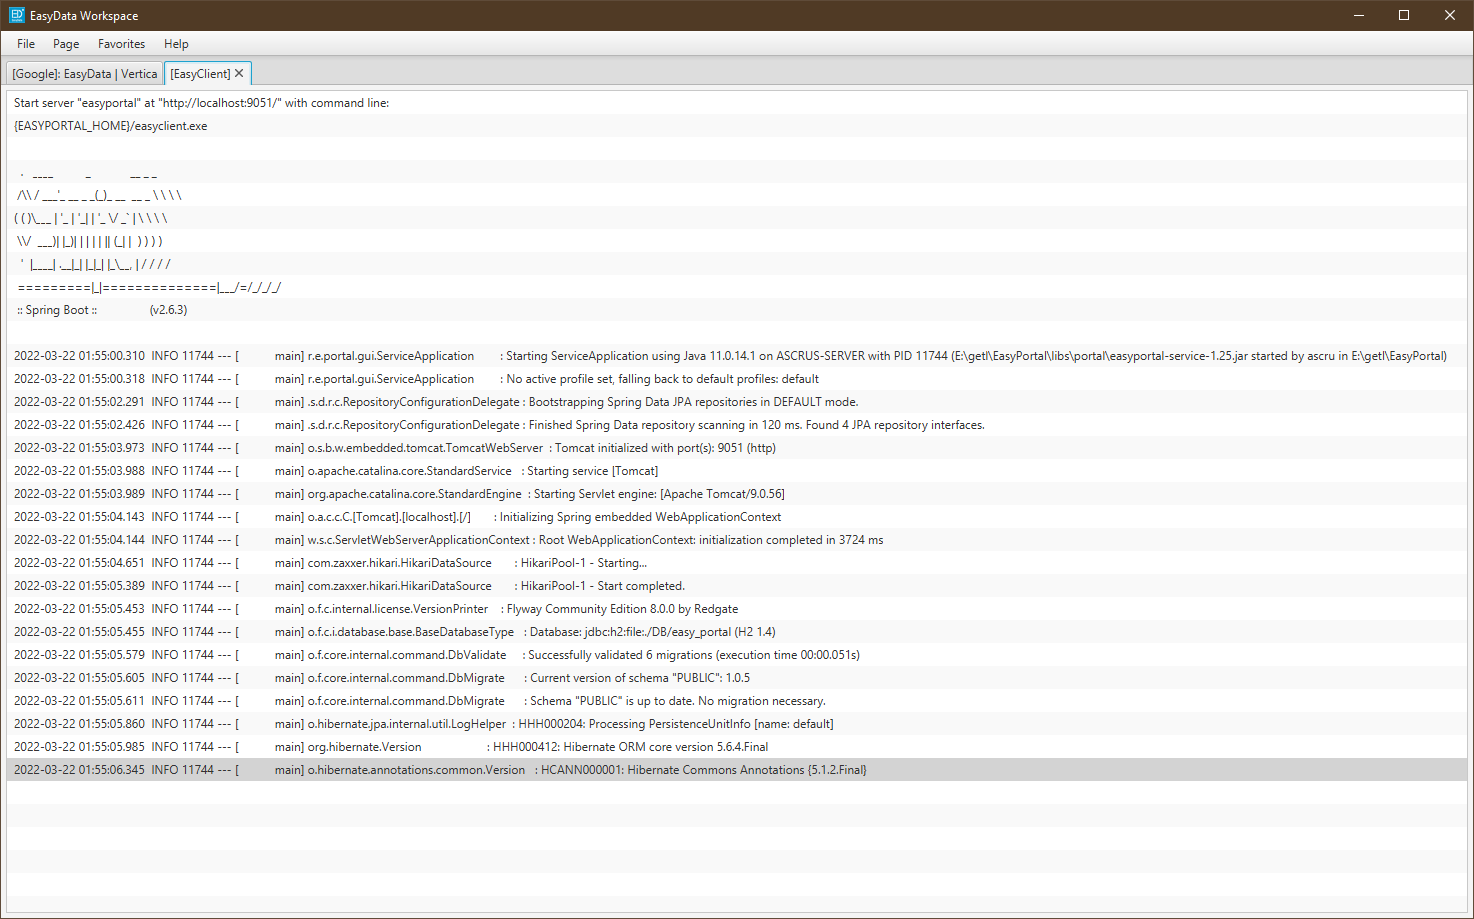 EasyData Workspace
File Page Favorites Help
[Google]: EasyData | Vertica [EasyClient]
Start server "easyportal" at "http://localhost:9051/" with command line:
{EASYPORTAL_HOME}/easyclient.exe
  .   ____          _            __ _ _
 /\\ / ___'_ __ _ _(_)_ __  __ _ \ \ \ \
( ( )\___ | '_ | '_| | '_ \/ _` | \ \ \ \
 \\/  ___)| |_)| | | | | || (_| |  ) ) ) )
  '  |____| .__|_| |_|_| |_\__, | / / / /
 =========|_|==============|___/=/_/_/_/
 :: Spring Boot ::                (v2.6.3)
2022-03-22 01:55:00.310  INFO 11744 --- [           main] r.e.portal.gui.ServiceApplication        : Starting ServiceApplication using Java 11.0.14.1 on ASCRUS-SERVER with PID 11744 (E:\getl\EasyPortal\libs\portal\easyportal-service-1.25.jar started by ascru in E:\getl\EasyPortal)
2022-03-22 01:55:00.318  INFO 11744 --- [           main] r.e.portal.gui.ServiceApplication        : No active profile set, falling back to default profiles: default
2022-03-22 01:55:02.291  INFO 11744 --- [           main] .s.d.r.c.RepositoryConfigurationDelegate : Bootstrapping Spring Data JPA repositories in DEFAULT mode.
2022-03-22 01:55:02.426  INFO 11744 --- [           main] .s.d.r.c.RepositoryConfigurationDelegate : Finished Spring Data repository scanning in 120 ms. Found 4 JPA repository interfaces.
2022-03-22 01:55:03.973  INFO 11744 --- [           main] o.s.b.w.embedded.tomcat.TomcatWebServer  : Tomcat initialized with port(s): 9051 (http)
2022-03-22 01:55:03.988  INFO 11744 --- [           main] o.apache.catalina.core.StandardService   : Starting service [Tomcat]
2022-03-22 01:55:03.989  INFO 11744 --- [           main] org.apache.catalina.core.StandardEngine  : Starting Servlet engine: [Apache Tomcat/9.0.56]
2022-03-22 01:55:04.143  INFO 11744 --- [           main] o.a.c.c.C.[Tomcat].[localhost].[/]       : Initializing Spring embedded WebApplicationContext
2022-03-22 01:55:04.144  INFO 11744 --- [           main] w.s.c.ServletWebServerApplicationContext : Root WebApplicationContext: initialization completed in 3724 ms
2022-03-22 01:55:04.651  INFO 11744 --- [           main] com.zaxxer.hikari.HikariDataSource       : HikariPool-1 - Starting...
2022-03-22 01:55:05.389  INFO 11744 --- [           main] com.zaxxer.hikari.HikariDataSource       : HikariPool-1 - Start completed.
2022-03-22 01:55:05.453  INFO 11744 --- [           main] o.f.c.internal.license.VersionPrinter    : Flyway Community Edition 8.0.0 by Redgate
2022-03-22 01:55:05.455  INFO 11744 --- [           main] o.f.c.i.database.base.BaseDatabaseType   : Database: jdbc:h2:file:./DB/easy_portal (H2 1.4)
2022-03-22 01:55:05.579  INFO 11744 --- [           main] o.f.core.internal.command.DbValidate     : Successfully validated 6 migrations (execution time 00:00.051s)
2022-03-22 01:55:05.605  INFO 11744 --- [           main] o.f.core.internal.command.DbMigrate      : Current version of schema "PUBLIC": 1.0.5
2022-03-22 01:55:05.611  INFO 11744 --- [           main] o.f.core.internal.command.DbMigrate      : Schema "PUBLIC" is up to date. No migration necessary.
2022-03-22 01:55:05.860  INFO 11744 --- [           main] o.hibernate.jpa.internal.util.LogHelper  : HHH000204: Processing PersistenceUnitInfo [name: default]
2022-03-22 01:55:05.985  INFO 11744 --- [           main] org.hibernate.Version                    : HHH000412: Hibernate ORM core version 5.6.4.Final
2022-03-22 01:55:06.345  INFO 11744 --- [           main] o.hibernate.annotations.common.Version   : HCANN000001: Hibernate Commons Annotations {5.1.2.Final}